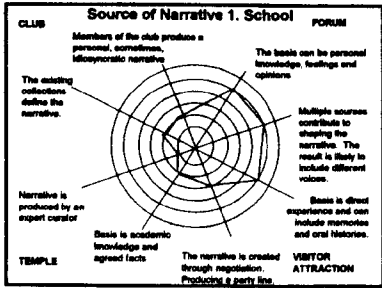 Source of Narrative 1. School
CLUB
FORUM
Members of the club produce a
personal, sometimes,
idiosyncratic narrative
The basis can be personal
knowledge, feelings and
opinions
The existing
collections
define the
narrative.
Multiple sources
contribute to
shaping the
narrative. The
result is likely to
include different
voices.
Narrative is
produced by an
expert curator
Basis is direct
experience and can
include memories
and oral histories.
Basis is academic
knowledge and
agreed facts
The narrative is created
through negotiation.
Producing a party line.
TEMPLE
VISITOR
ATTRACTION